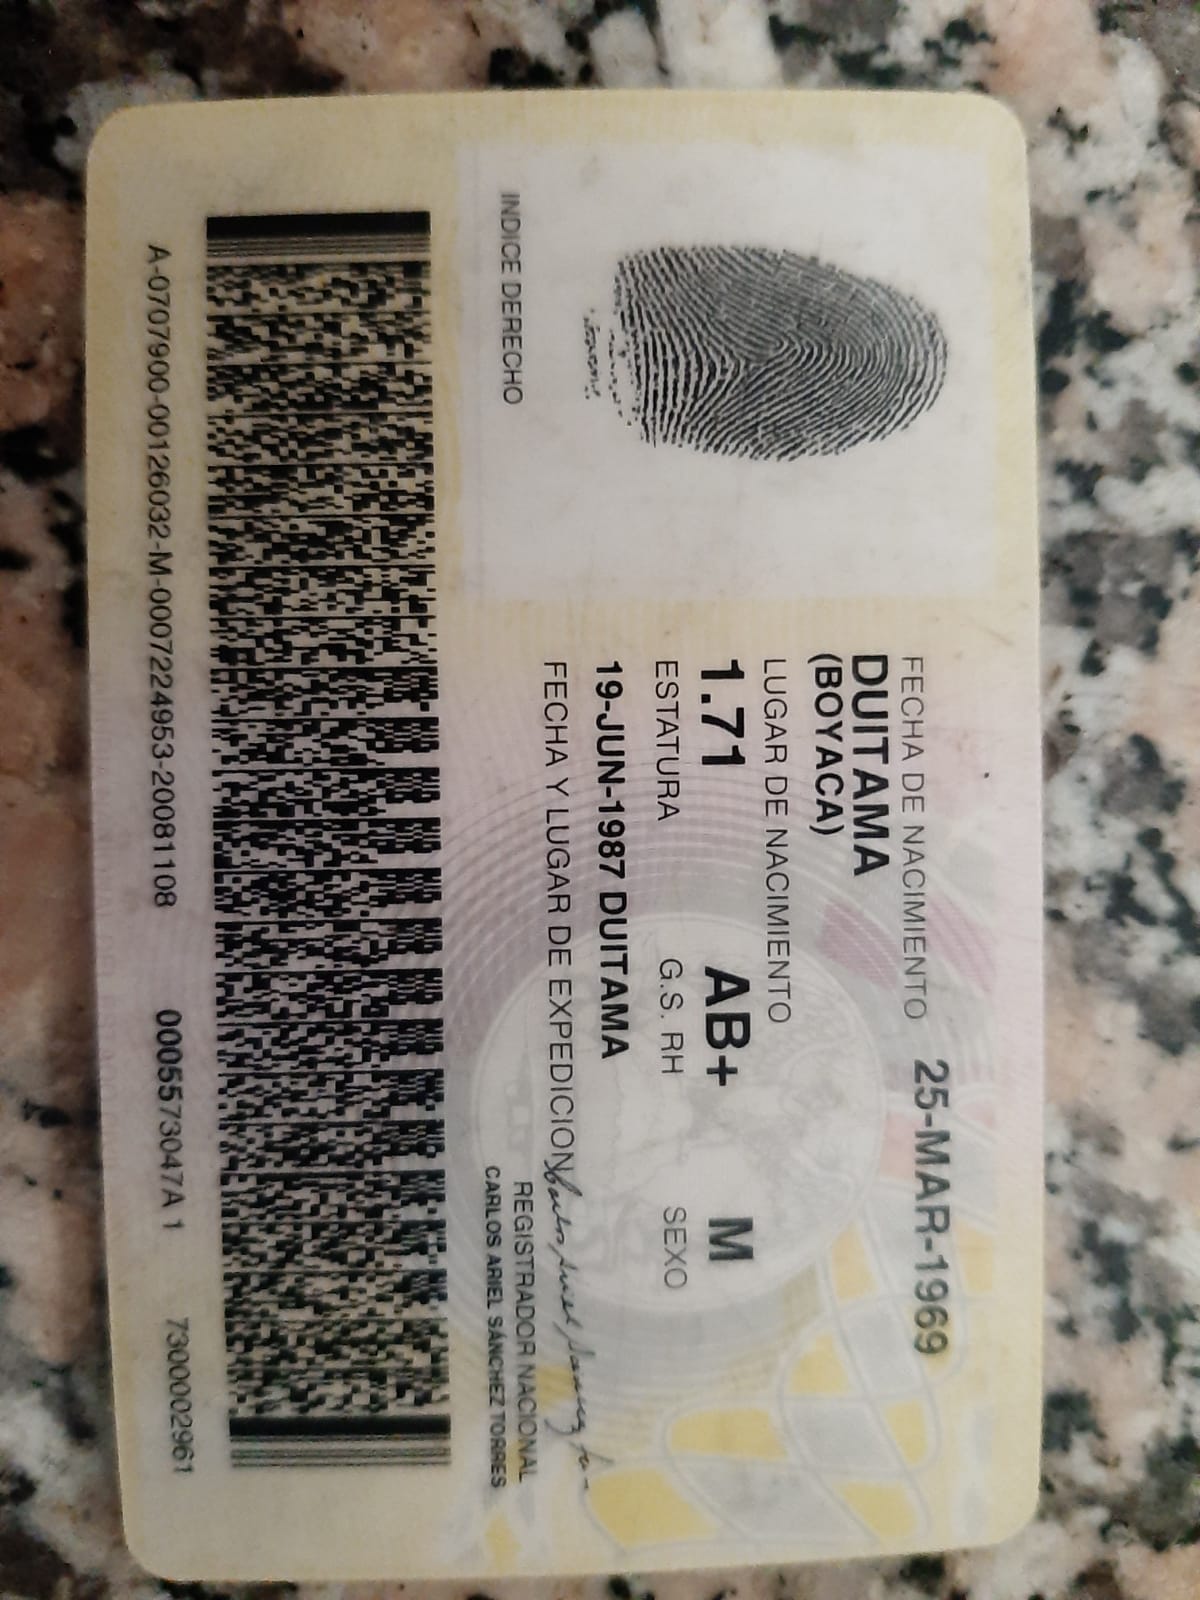 FECHA DE NACIMIENTO 25-MAR-1969
DUITAMA
(BOYACA)
LUGAR DE NACIMIENTO
1.71 AB+ M
ESTATURA G.S. RH SEXO
19-JUN-1987 DUITAMA
FECHA Y LUGAR DE EXPEDICION
INDICE DERECHO
REGISTRADOR NACIONAL
CARLOS ARIEL SÁNCHEZ TORRES
A-0707900-00126032-M-0007224953-20081108 0005573047A 1 7300002961